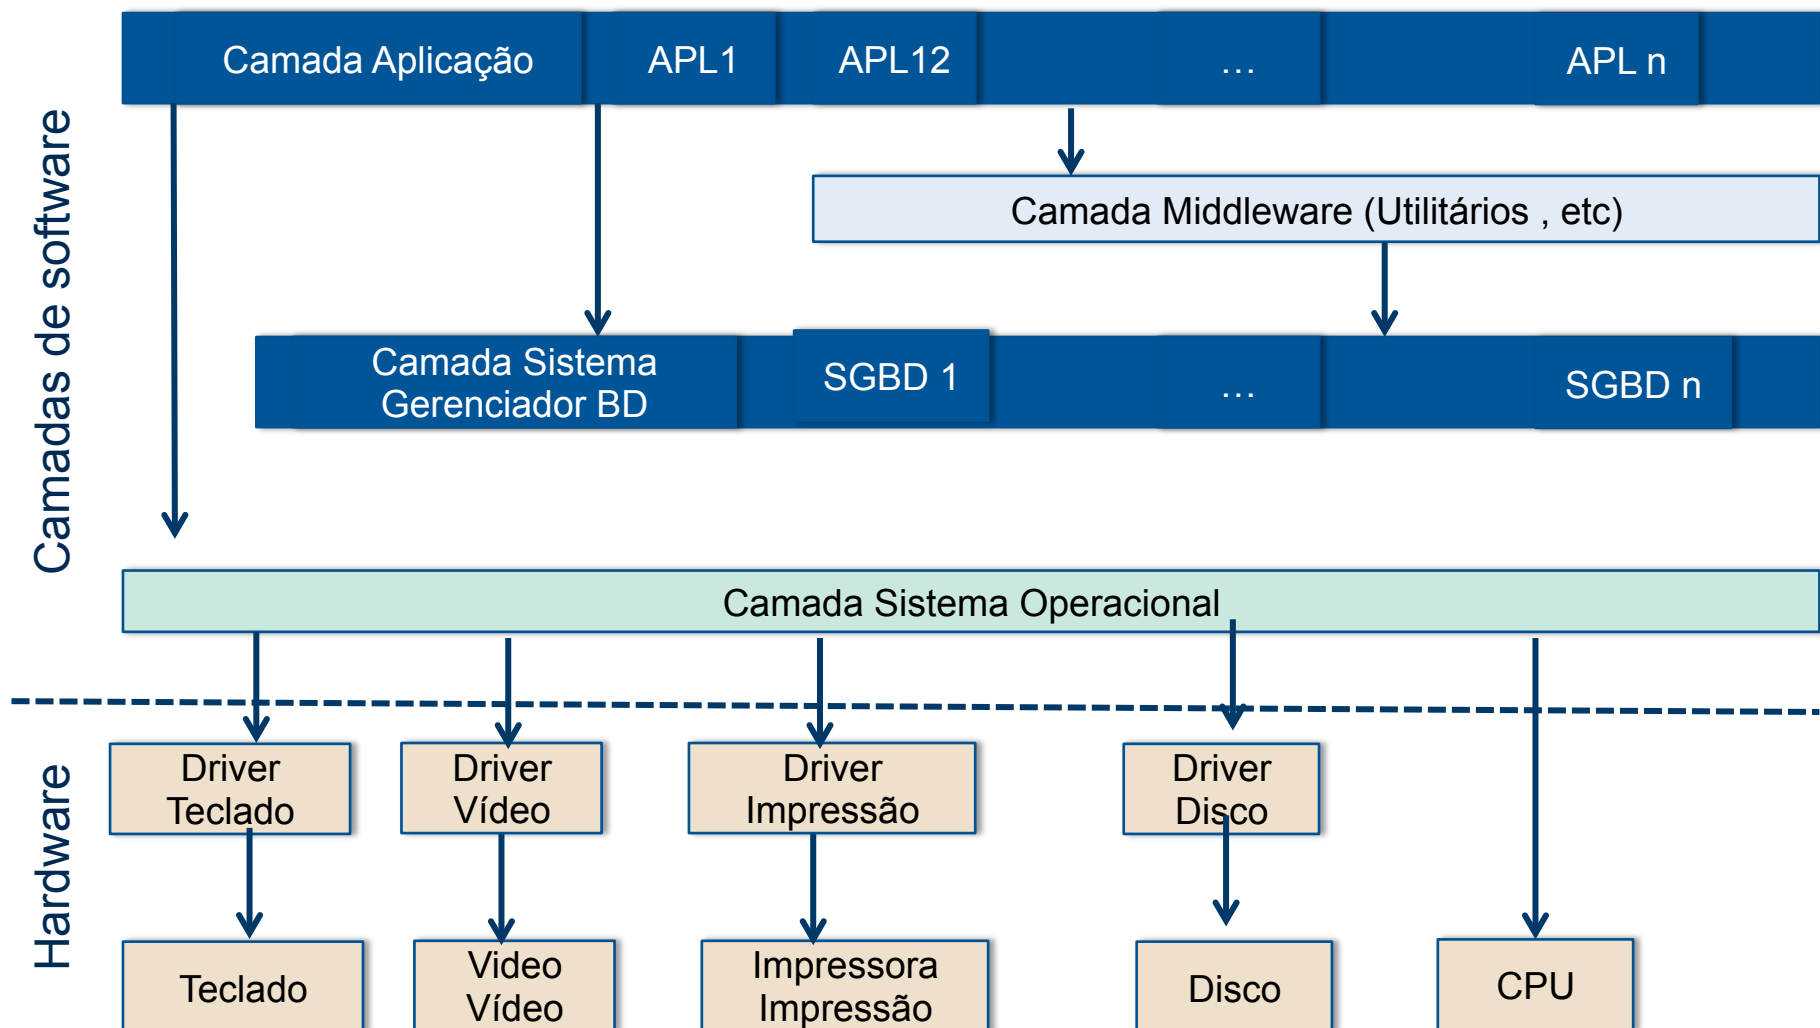 Camadas de software
Camada Aplicação
APL1
APL12
...
APL n
Camada Middleware (Utilitários , etc)
Camada Sistema
Gerenciador BD
SGBD 1
...
SGBD n
Camada Sistema Operacional
Hardware
Driver
Teclado
Driver
Vídeo
Driver
Impressão
Driver
Disco
Teclado
Video
Vídeo
Impressora
Impressão
Disco
CPU